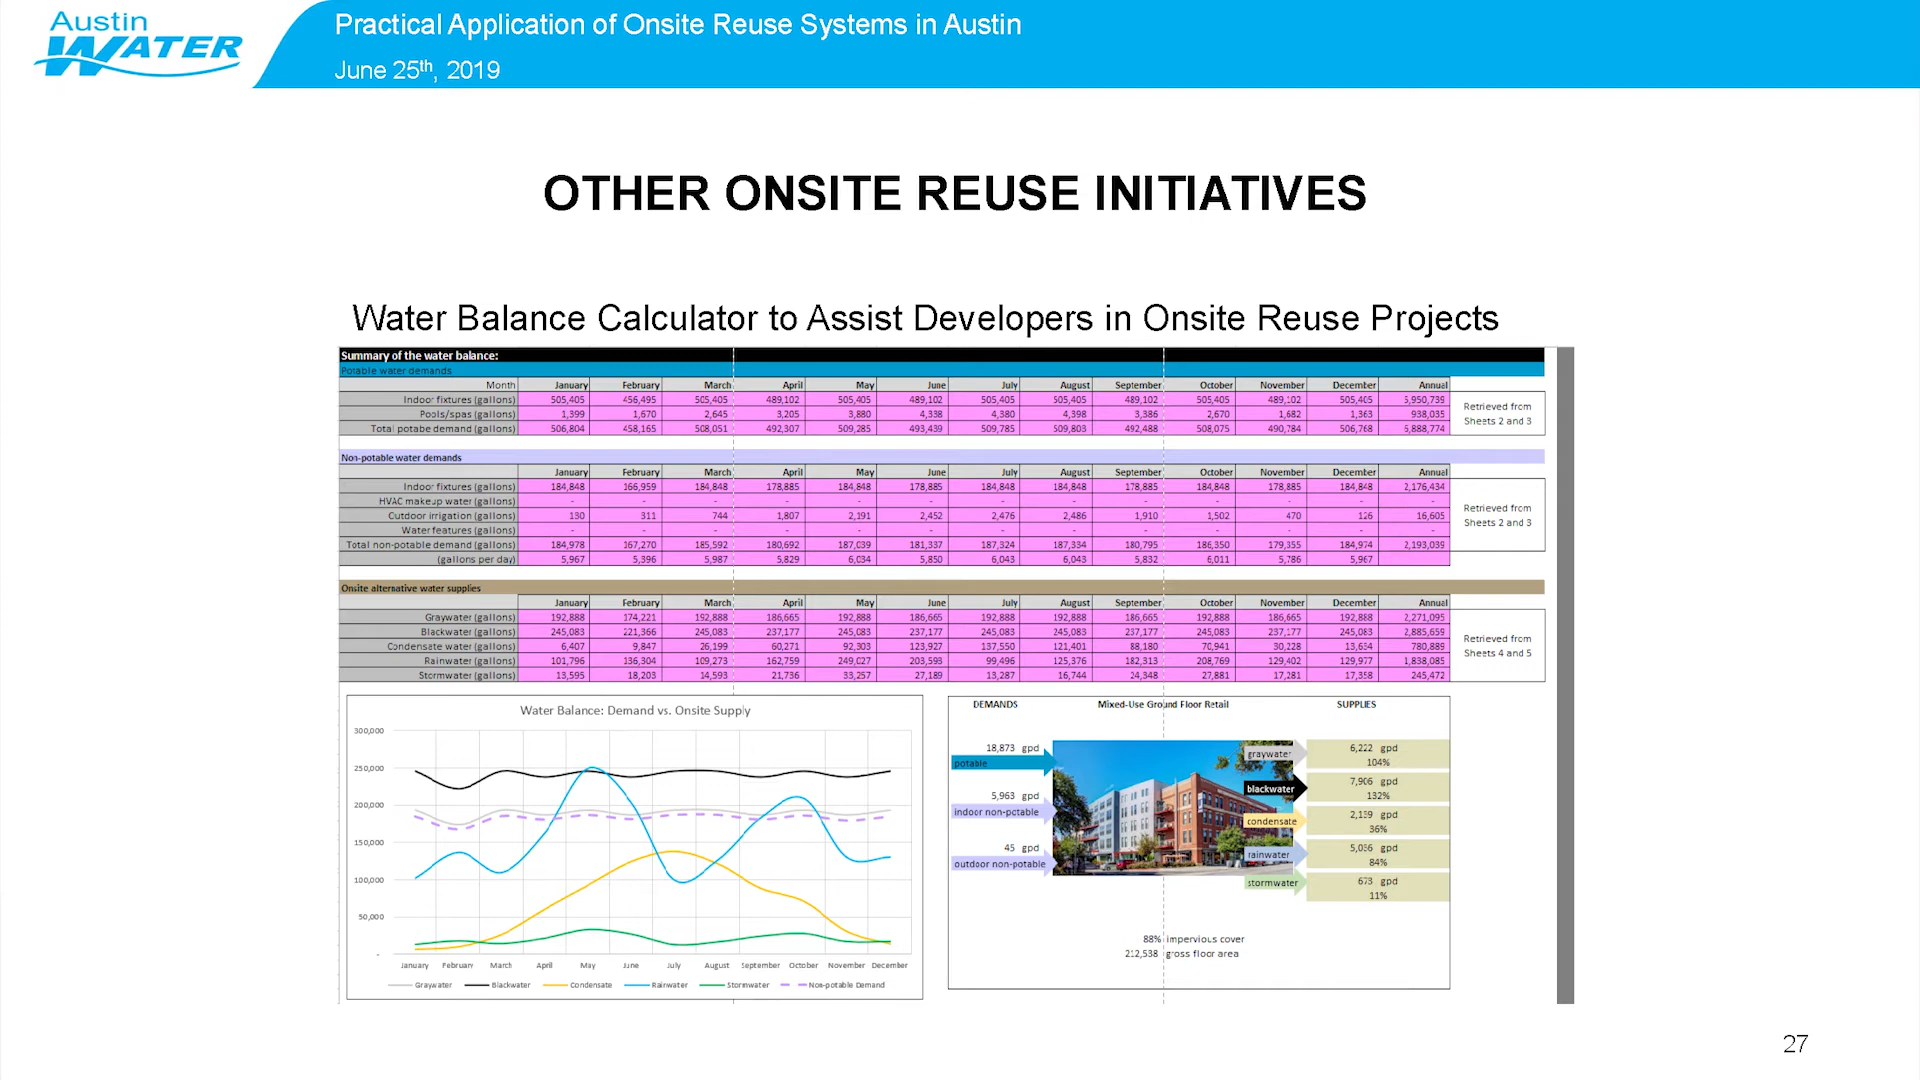 Austin
WATER
Practical Application of Onsite Reuse Systems in Austin
June 25th, 2019
OTHER ONSITE REUSE INITIATIVES
Water Balance Calculator to Assist Developers in Onsite Reuse Projects
Summary of the water balance:
Potable water demands
Month January February March April May June July August September October November December Annual
Indoor fixtures (gallons) 505,405 456,495 505,405 489,102 505,405 489,102 505,405 505,405 489,102 505,405 489,102 505,405 5,950,739
Pools/spas (gallons) 1,399 1,670 2,645 3,205 3,880 4,338 4,380 4,398 3,386 2,670 1,682 1,363 938,035
Total potabe demand (gallons) 506,804 458,165 508,051 492,307 509,285 493,439 509,785 509,803 492,488 508,075 490,784 506,768 5,888,774
Retrieved from
Sheets 2 and 3
Non-potable water demands
January February March April May June July August September October November December Annual
Indoor fixtures (gallons) 184,848 166,959 184,848 178,885 184,848 178,885 184,848 184,848 178,885 184,848 178,885 184,848 2,176,434
HVAC makeup water (gallons) - - - - - - - - - - - - -
Outdoor irrigation (gallons) 130 311 744 1,807 2,191 2,452 2,476 2,486 1,910 1,502 470 126 16,605
Water features (gallons) - - - - - - - - - - - - -
Total non-potable demand (gallons) 184,978 167,270 185,592 180,692 187,039 181,337 187,324 187,334 180,795 186,350 179,355 184,974 2,193,039
(gallons per day) 5,967 5,396 5,987 5,829 6,034 5,850 6,043 6,043 5,832 6,011 5,786 5,967
Retrieved from
Sheets 2 and 3
Onsite alternative water supplies
January February March April May June July August September October November December Annual
Graywater (gallons) 192,888 174,221 192,888 186,665 192,888 186,665 192,888 192,888 186,665 192,888 186,665 192,888 2,271,095
Blackwater (gallons) 245,083 221,366 245,083 237,177 245,083 237,177 245,083 245,083 237,177 245,083 237,177 245,083 2,885,659
Condensate water (gallons) 6,407 9,847 26,199 60,271 92,303 123,927 137,550 121,401 88,180 70,941 30,228 13,634 780,889
Rainwater (gallons) 101,796 136,304 109,273 162,759 249,027 203,593 99,496 125,376 182,313 208,769 129,402 129,977 1,838,085
Stormwater (gallons) 13,595 18,203 14,593 21,736 33,257 27,189 13,287 16,744 24,348 27,881 17,281 17,358 245,472
Retrieved from
Sheets 4 and 5
Water Balance: Demand vs. Onsite Supply
300,000
250,000
200,000
150,000
100,000
50,000
-
January February March April May June July August September October November December
Graywater Blackwater Condensate Rainwater Stormwater Non-potable Demand
DEMANDS Mixed-Use Ground Floor Retail SUPPLIES
18,873 gpd
potable
5,963 gpd
indoor non-potable
45 gpd
outdoor non-potable
graywater
6,222 gpd
104%
blackwater
7,906 gpd
132%
condensate
2,139 gpd
36%
rainwater
5,036 gpd
84%
stormwater
673 gpd
11%
88% impervious cover
212,538 gross floor area
27